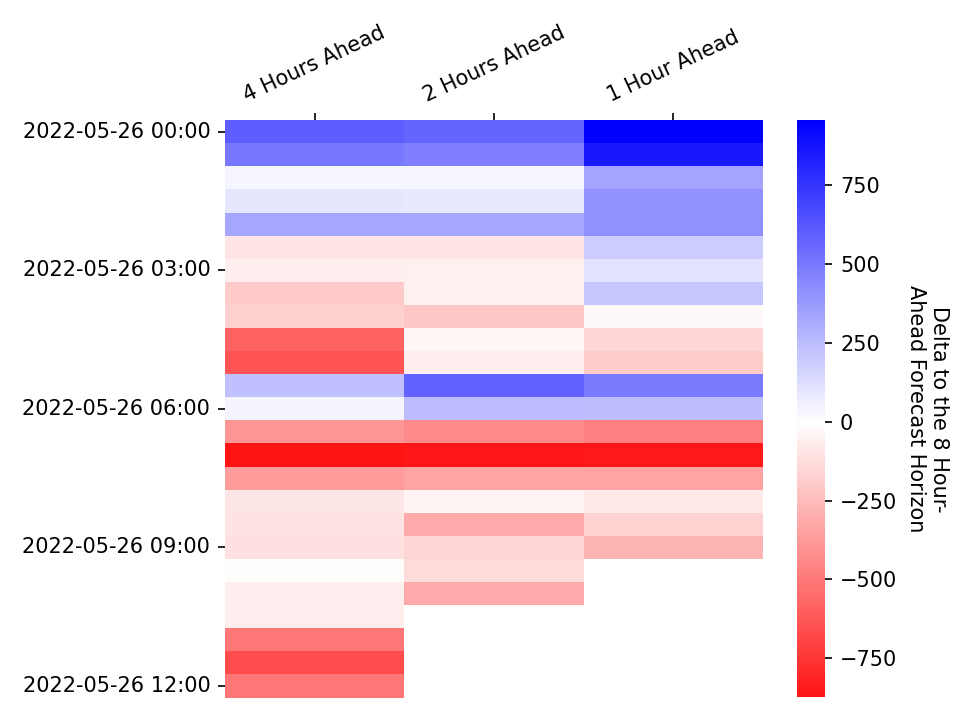 4 Hours Ahead
2 Hours Ahead
1 Hour Ahead
2022-05-26 00:00
2022-05-26 03:00
2022-05-26 06:00
2022-05-26 09:00
2022-05-26 12:00
750
500
250
0
−250
−500
−750
Delta to the 8 Hour-
Ahead Forecast Horizon